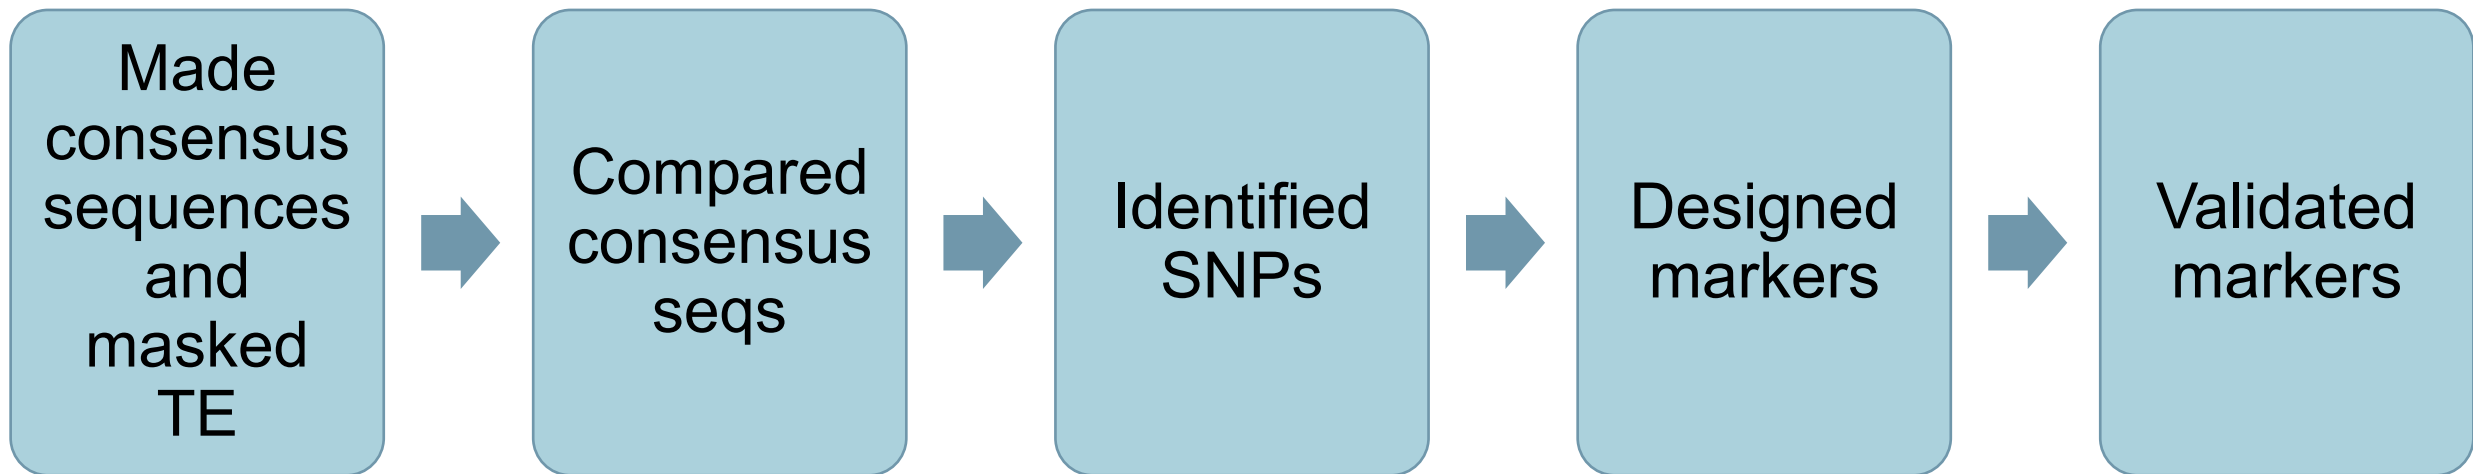 Made
consensus
sequences
and
masked
TE
Compared
consensus
seqs
Identified
SNPs
Designed
markers
Validated
markers